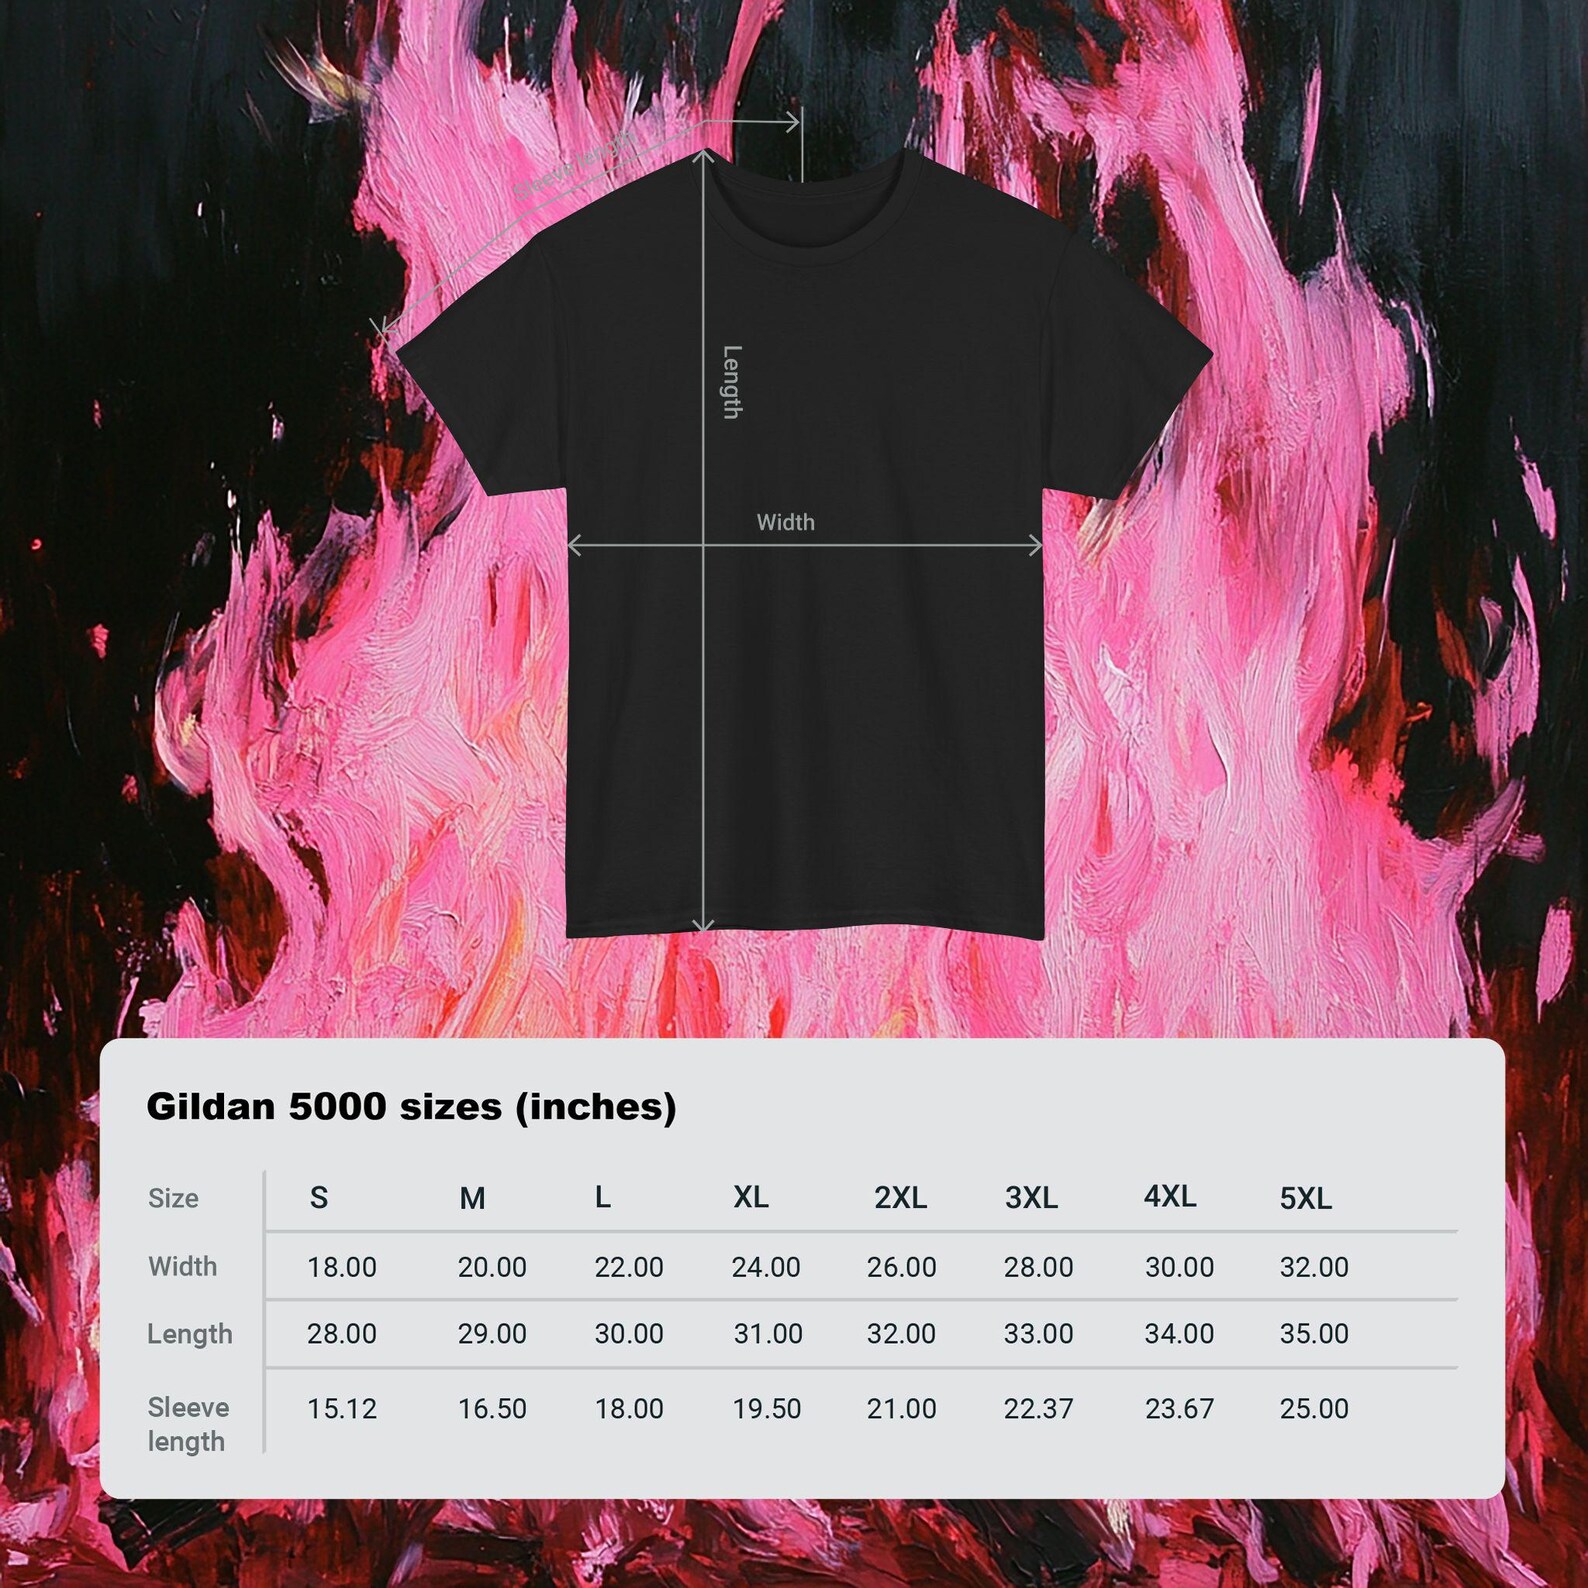 Sleeve length
Length
Width
Gildan 5000 sizes (inches)
Size S M L XL 2XL 3XL 4XL 5XL
Width 18.00 20.00 22.00 24.00 26.00 28.00 30.00 32.00
Length 28.00 29.00 30.00 31.00 32.00 33.00 34.00 35.00
Sleeve length 15.12 16.50 18.00 19.50 21.00 22.37 23.67 25.00